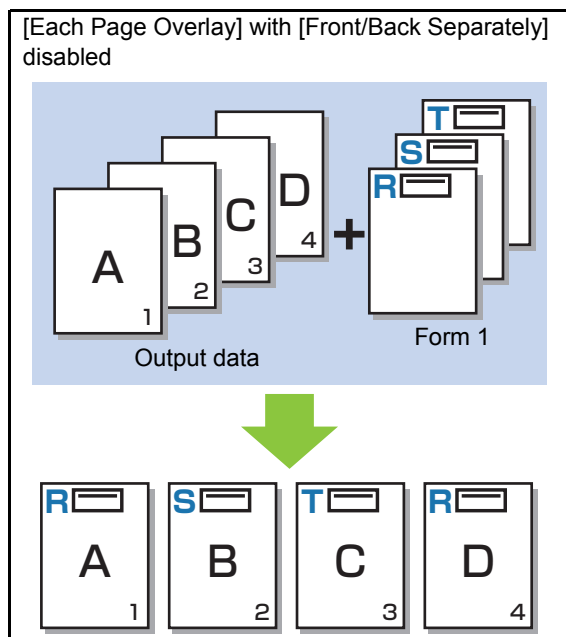 [Each Page Overlay] with [Front/Back Separately]
disabled
A
1
B
2
C
3
D
4
+
R
S
T
Output data
Form 1
R
A
1
S
B
2
T
C
3
R
D
4